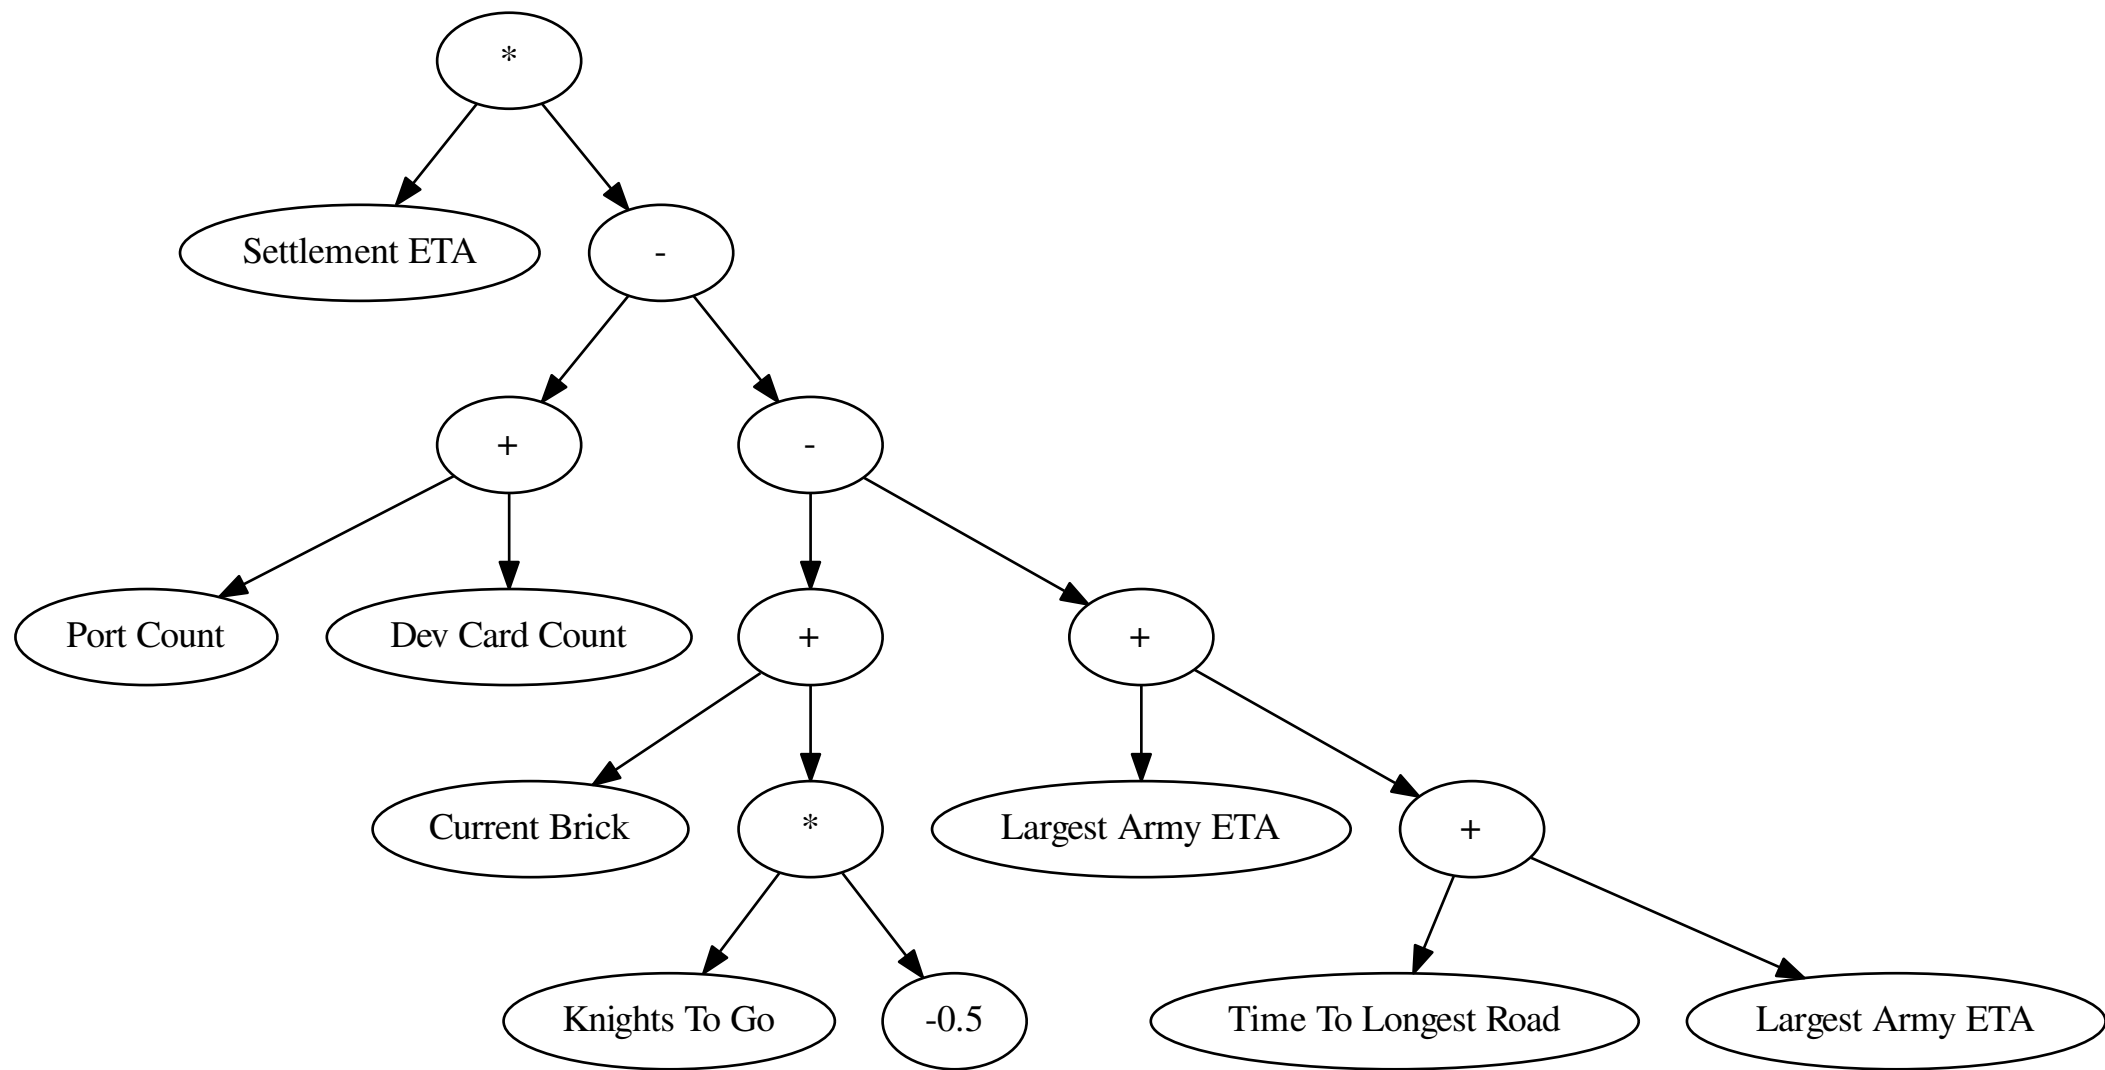 *
Settlement ETA
-
+
-
Port Count
Dev Card Count
+
+
Current Brick
*
Largest Army ETA
+
Knights To Go
-0.5
Time To Longest Road
Largest Army ETA